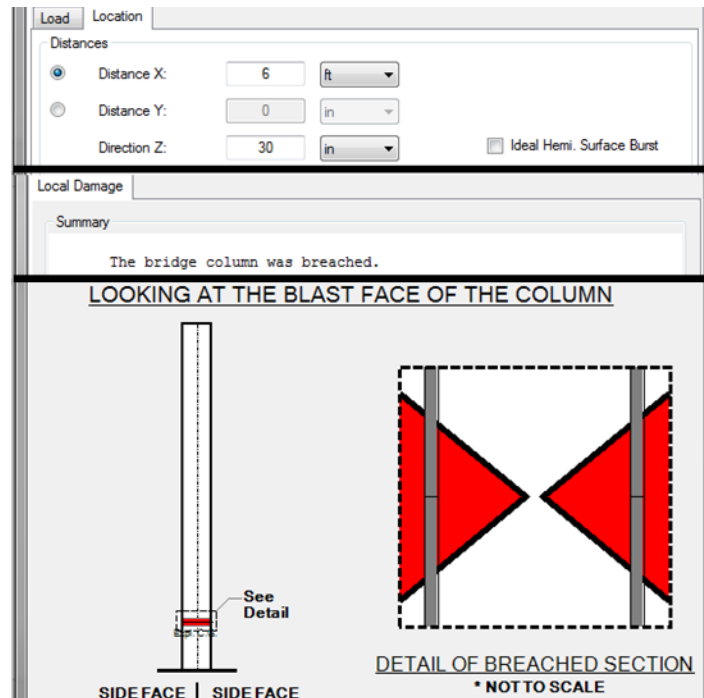 Load Location
Distances
Distance X: 6 ft
Distance Y: 0 in
Direction Z: 30 in Ideal Hemi. Surface Burst
Local Damage
Summary
The bridge column was breached.
LOOKING AT THE BLAST FACE OF THE COLUMN
See
Detail
Expl. C.G.
DETAIL OF BREACHED SECTION
* NOT TO SCALE
SIDE FACE SIDE FACE